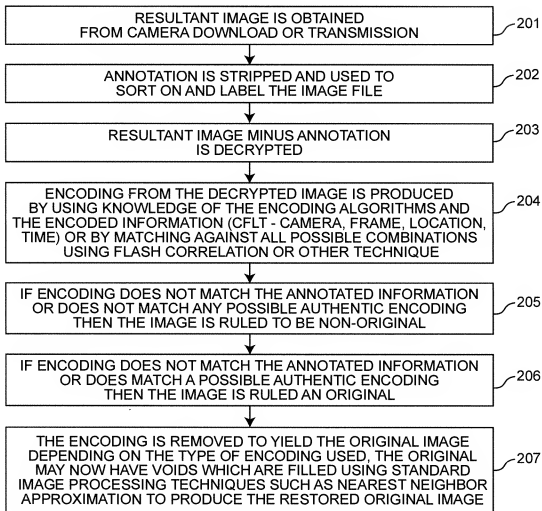 RESULTANT IMAGE IS OBTAINED
FROM CAMERA DOWNLOAD OR TRANSMISSION
201
ANNOTATION IS STRIPPED AND USED TO
SORT ON AND LABEL THE IMAGE FILE
202
RESULTANT IMAGE MINUS ANNOTATION
IS DECRYPTED
203
ENCODING FROM THE DECRYPTED IMAGE IS PRODUCED
BY USING KNOWLEDGE OF THE ENCODING ALGORITHMS AND
THE ENCODED INFORMATION (CFLT - CAMERA, FRAME, LOCATION,
TIME) OR BY MATCHING AGAINST ALL POSSIBLE COMBINATIONS
USING FLASH CORRELATION OR OTHER TECHNIQUE
204
IF ENCODING DOES NOT MATCH THE ANNOTATED INFORMATION
OR DOES NOT MATCH ANY POSSIBLE AUTHENTIC ENCODING
THEN THE IMAGE IS RULED TO BE NON-ORIGINAL
205
IF ENCODING DOES NOT MATCH THE ANNOTATED INFORMATION
OR DOES MATCH A POSSIBLE AUTHENTIC ENCODING
THEN THE IMAGE IS RULED AN ORIGINAL
206
THE ENCODING IS REMOVED TO YIELD THE ORIGINAL IMAGE
DEPENDING ON THE TYPE OF ENCODING USED, THE ORIGINAL
MAY NOW HAVE VOIDS WHICH ARE FILLED USING STANDARD
IMAGE PROCESSING TECHNIQUES SUCH AS NEAREST NEIGHBOR
APPROXIMATION TO PRODUCE THE RESTORED ORIGINAL IMAGE
207